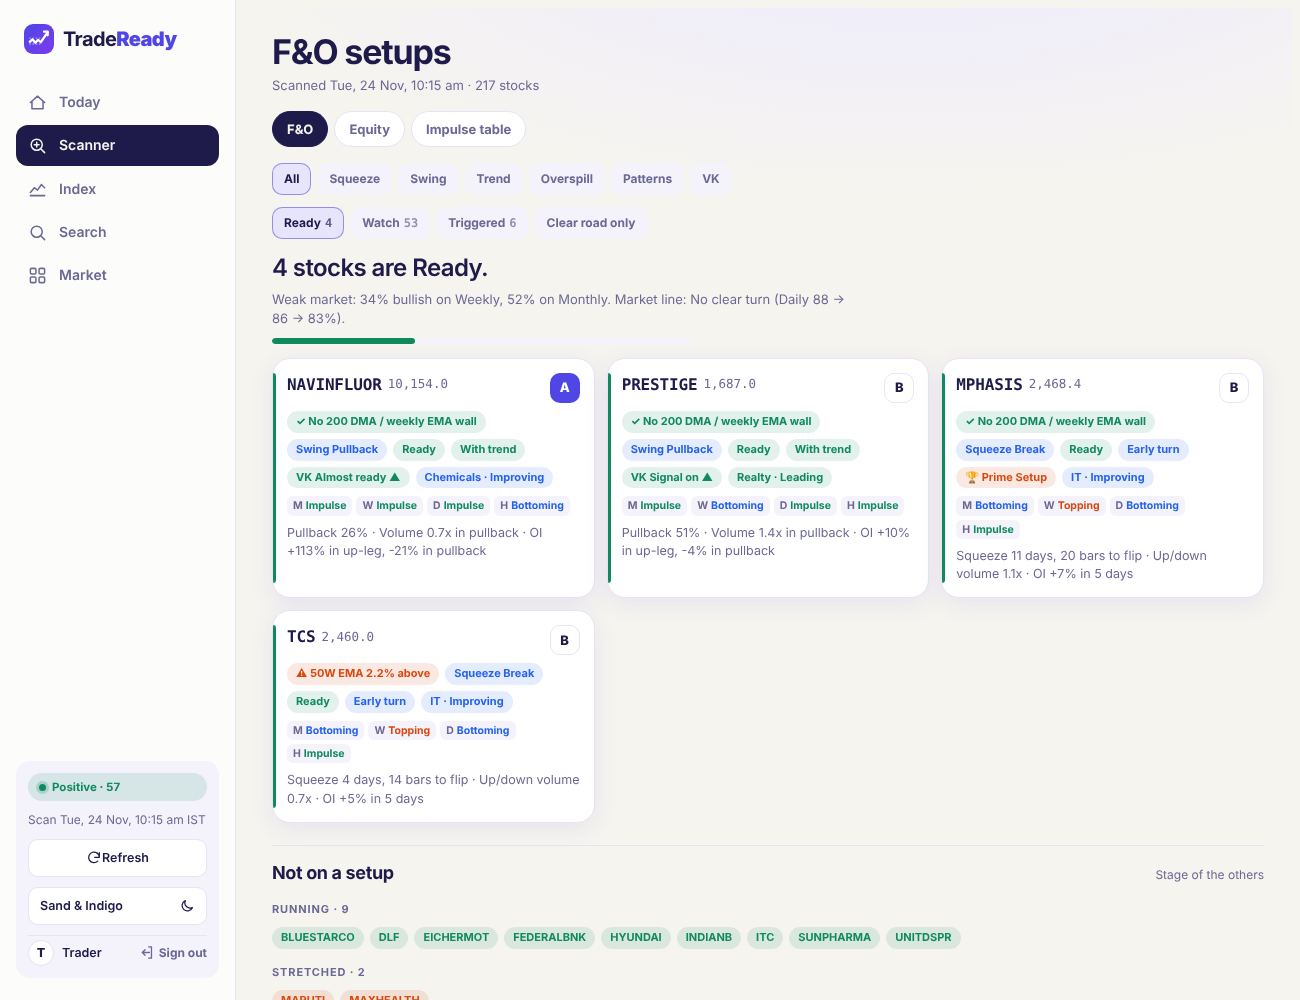 TradeReady
Today
Scanner
Index
Search
Market
Positive · 57
Scan Tue, 24 Nov, 10:15 am IST
Refresh
Sand & Indigo
T Trader Sign out
F&O setups
Scanned Tue, 24 Nov, 10:15 am · 217 stocks
F&O Equity Impulse table
All Squeeze Swing Trend Overspill Patterns VK
Ready 4 Watch 53 Triggered 6 Clear road only
4 stocks are Ready.
Weak market: 34% bullish on Weekly, 52% on Monthly. Market line: No clear turn (Daily 88 →
86 → 83%).
NAVINFLUOR 10,154.0 A
✓ No 200 DMA / weekly EMA wall
Swing Pullback Ready With trend
VK Almost ready ▲ Chemicals · Improving
M Impulse W Impulse D Impulse H Bottoming
Pullback 26% · Volume 0.7x in pullback · OI
+113% in up-leg, -21% in pullback
PRESTIGE 1,687.0 B
✓ No 200 DMA / weekly EMA wall
Swing Pullback Ready With trend
VK Signal on ▲ Realty · Leading
M Impulse W Bottoming D Impulse H Impulse
Pullback 51% · Volume 1.4x in pullback · OI +10%
in up-leg, -4% in pullback
MPHASIS 2,468.4 B
✓ No 200 DMA / weekly EMA wall
Squeeze Break Ready Early turn
🏆 Prime Setup IT · Improving
M Bottoming W Topping D Bottoming
H Impulse
Squeeze 11 days, 20 bars to flip · Up/down
volume 1.1x · OI +7% in 5 days
TCS 2,460.0 B
⚠ 50W EMA 2.2% above Squeeze Break
Ready Early turn IT · Improving
M Bottoming W Topping D Bottoming
H Impulse
Squeeze 4 days, 14 bars to flip · Up/down volume
0.7x · OI +5% in 5 days
Not on a setup Stage of the others
RUNNING · 9
BLUESTARCO DLF EICHERMOT FEDERALBNK HYUNDAI INDIANB ITC SUNPHARMA UNITDSPR
STRETCHED · 2
MARUTI MAXHEALTH